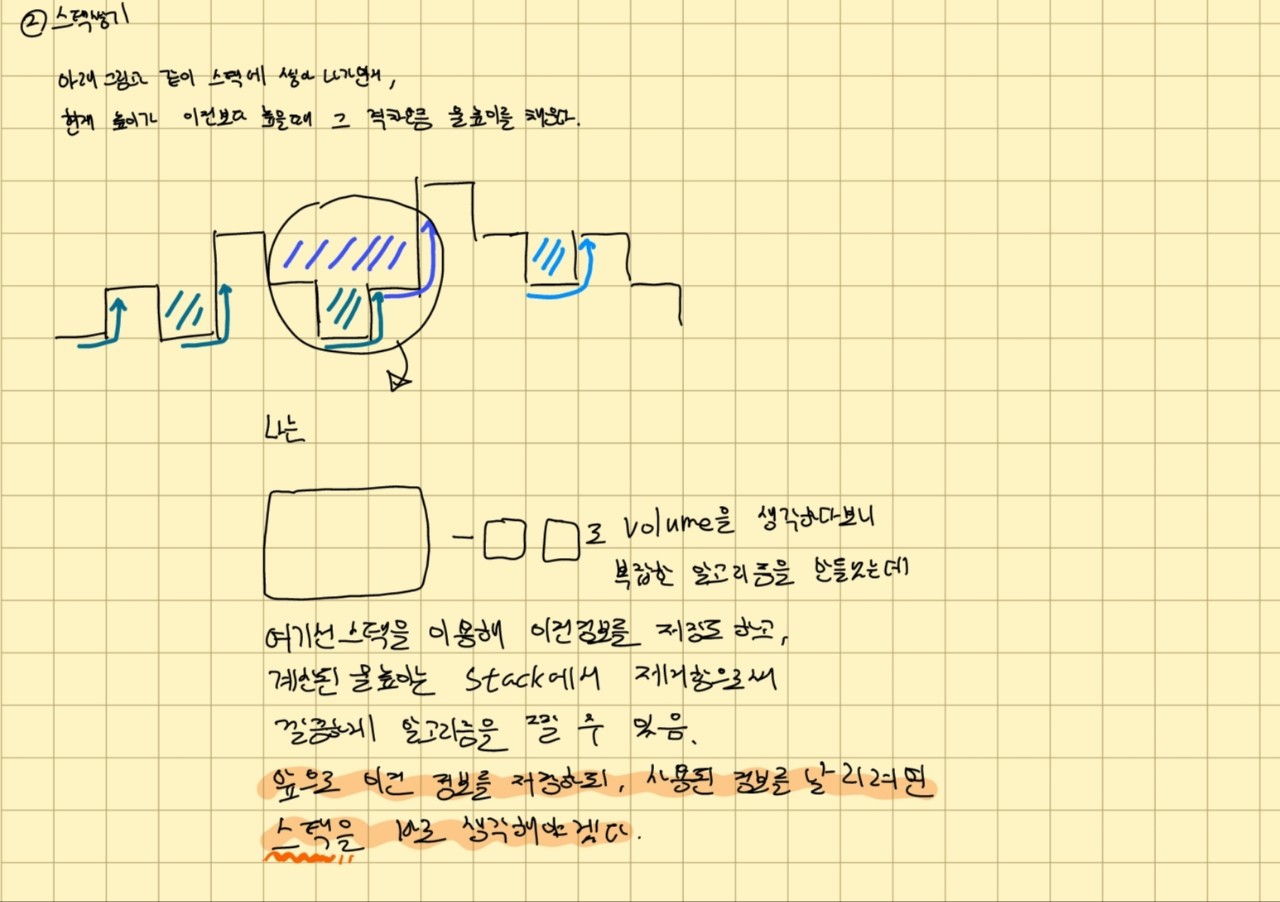 ② 스택쌓기
아래 그림과 같이 스택에 쌓아 나가면서,
현재 높이가 이전보다 높을때 그 격차만큼 물 높이를 채운다.
나는
- 로 Volume을 생각하다보니
복잡한 알고리즘을 만들었는데
여기선 스택을 이용해 이전정보를 저장도 하고,
계산된 물높이는 Stack에서 제거함으로써
깔끔하게 알고리즘을 짤 수 있음.
앞으로 이전 정보를 저장하되, 사용된 정보를 날리려면
스택을 바로 생각해야겠다.